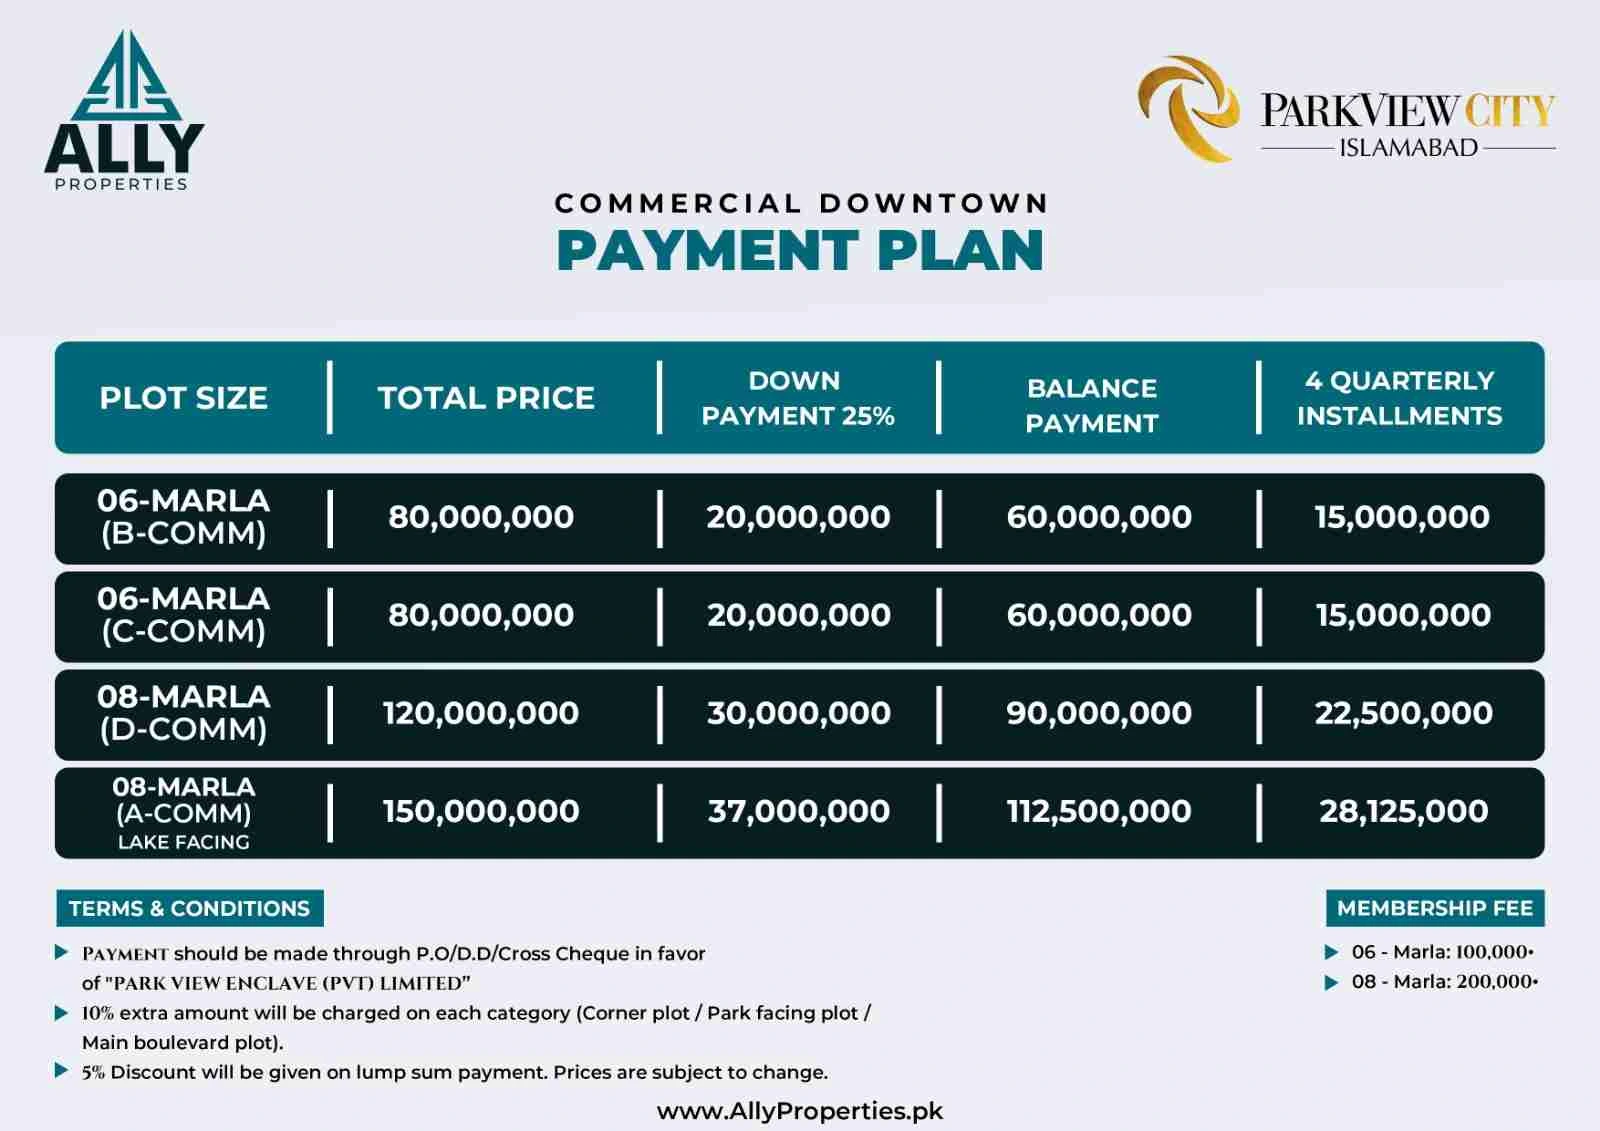 ALLY
PROPERTIES
PARKVIEW CITY
ISLAMABAD
COMMERCIAL DOWNTOWN
PAYMENT PLAN
PLOT SIZE
TOTAL PRICE
DOWN
PAYMENT 25%
BALANCE
PAYMENT
4 QUARTERLY
INSTALLMENTS
06-MARLA
(B-COMM)
80,000,000
20,000,000
60,000,000
15,000,000
06-MARLA
(C-COMM)
80,000,000
20,000,000
60,000,000
15,000,000
08-MARLA
(D-COMM)
120,000,000
30,000,000
90,000,000
22,500,000
08-MARLA
(A-COMM)
LAKE FACING
150,000,000
37,000,000
112,500,000
28,125,000
TERMS & CONDITIONS
PAYMENT should be made through P.O/D.D/Cross Cheque in favor
of "PARK VIEW ENCLAVE (PVT) LIMITED”
10% extra amount will be charged on each category (Corner plot / Park facing plot /
Main boulevard plot).
5% Discount will be given on lump sum payment. Prices are subject to change.
MEMBERSHIP FEE
06 - Marla: 100,000•
08 - Marla: 200,000•
www.AllyProperties.pk